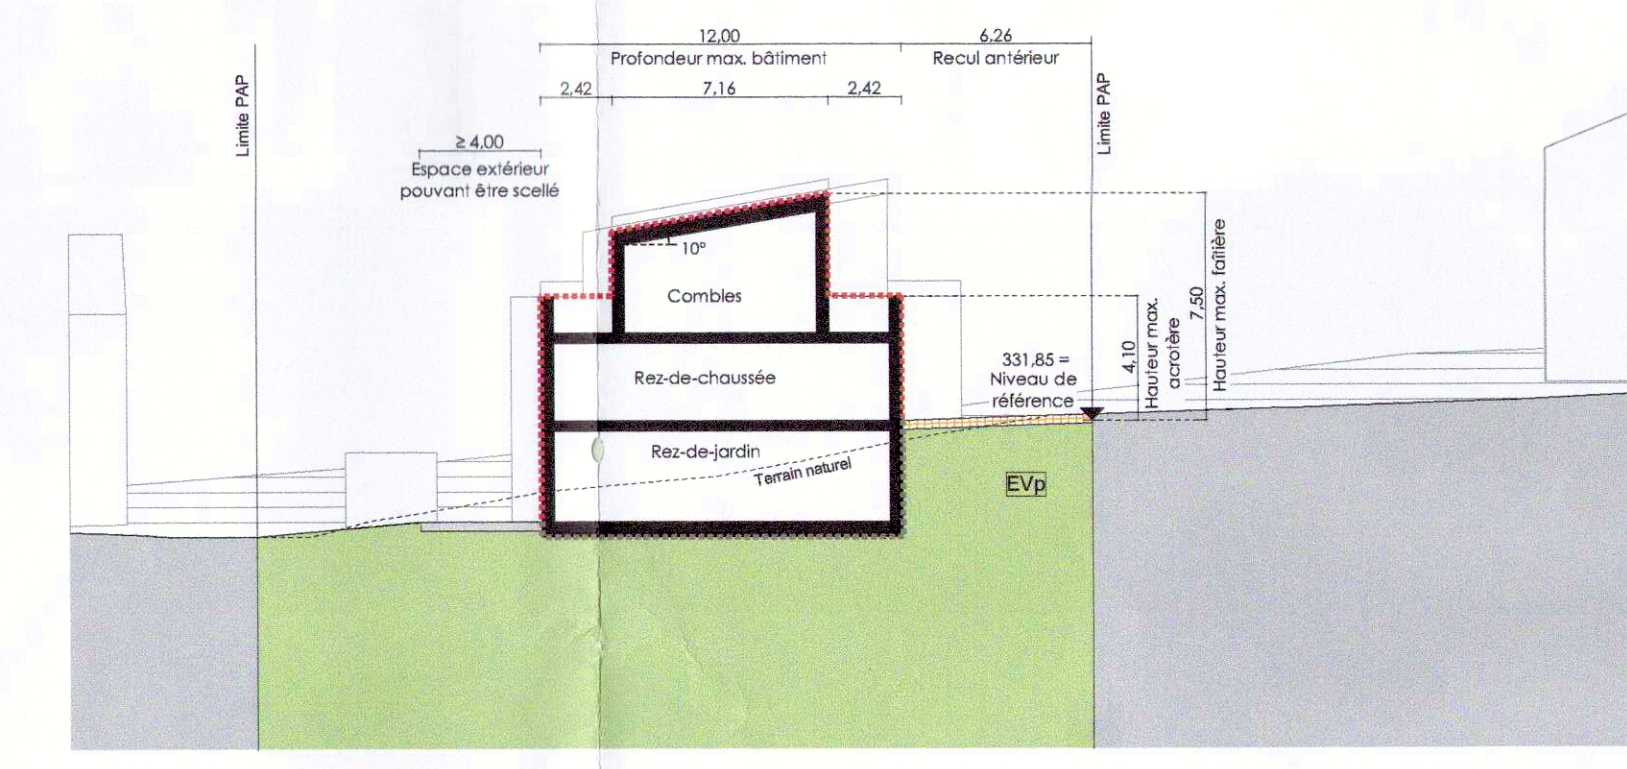 12,00
6,26
Profondeur max. bâtiment
Recul antérieur
2,42
7,16
2,42
Limite PAP
Limite PAP
≥ 4,00
Espace extérieur
pouvant être scellé
10°
Combles
Rez-de-chaussée
Rez-de-jardin
Terrain naturel
331,85 =
Niveau de
référence
4,10
Hauteur max.
acrotère
7,50
Hauteur max. faîtière
EVp